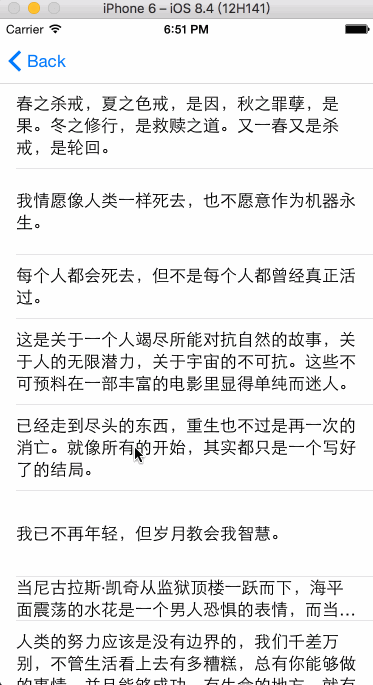 iPhone 6 – iOS 8.4 (12H141)
Carrier 6:51 PM
Back
春之杀戒，夏之色戒，是因，秋之罪孽，是
果。冬之修行，是救赎之道。又一春又是杀
戒，是轮回。
我情愿像人类一样死去，也不愿意作为机器永
生。
每个人都会死去，但不是每个人都曾经真正活
过。
这是关于一个人竭尽所能对抗自然的故事，关
于人的无限潜力，关于宇宙的不可抗。这些不
可预料在一部丰富的电影里显得单纯而迷人。
已经走到尽头的东西，重生也不过是再一次的
消亡。就像所有的开始，其实都只是一个写好
了的结局。
我已不再年轻，但岁月教会我智慧。
当尼古拉斯·凯奇从监狱顶楼一跃而下，海平
面震荡的水花是一个男人恐惧的表情，而当...
人类的努力应该是没有边界的，我们千差万
别，不管生活看上去有多糟糕，总有你能够做
的事情，并且能够成功。有生命的地方，就有